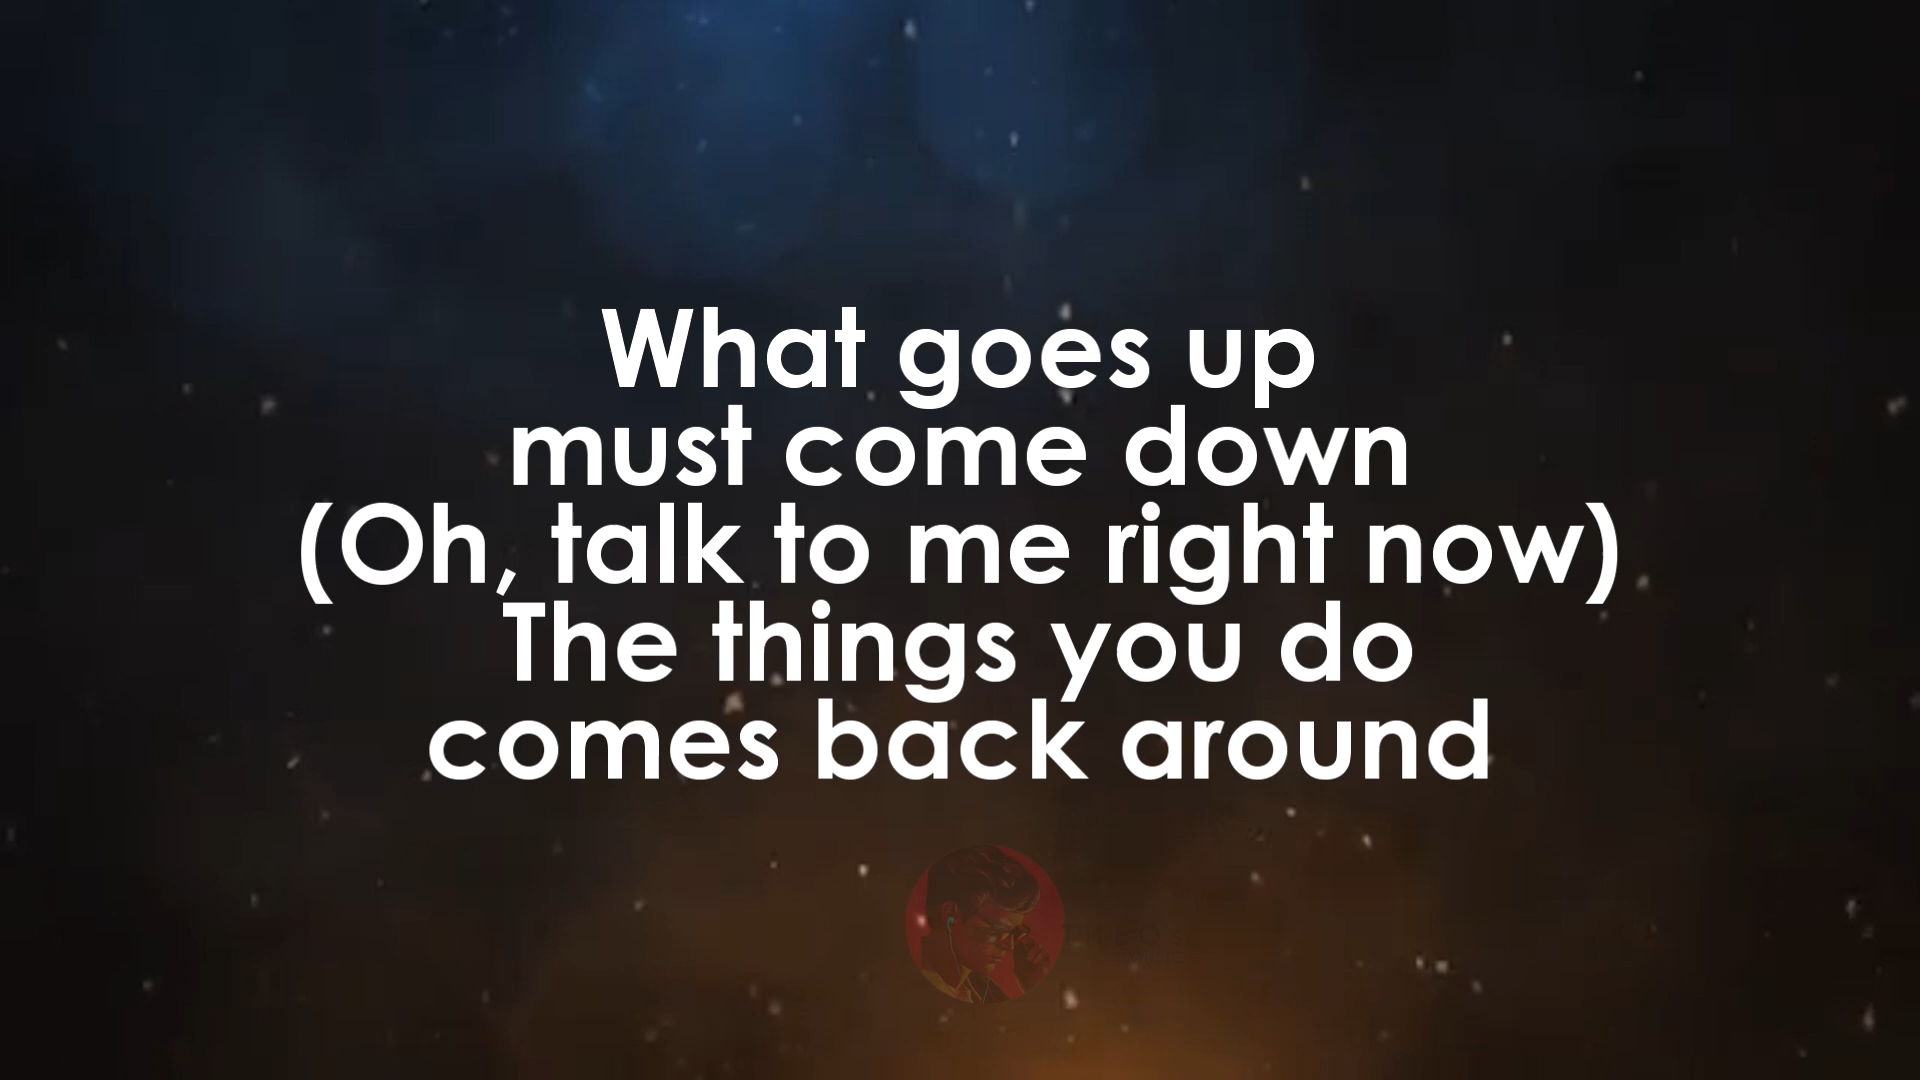 What goes up
must come down
(Oh, talk to me right now)
The things you do
comes back around